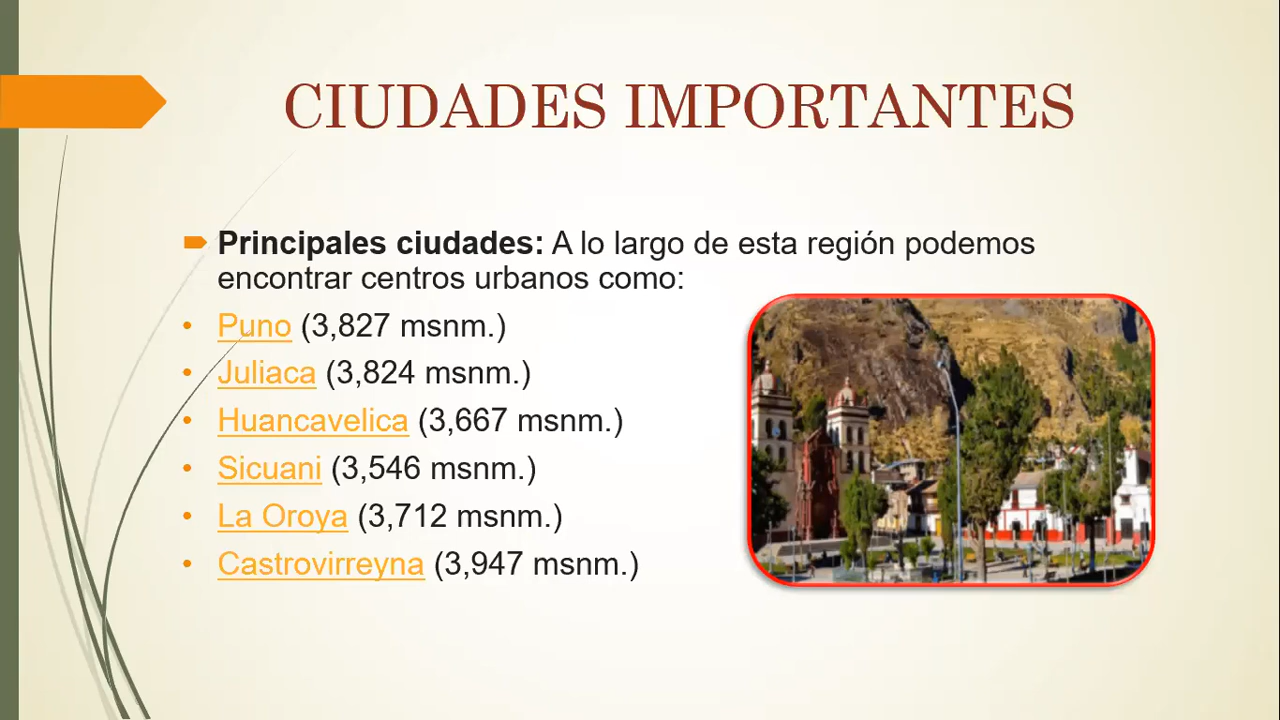 CIUDADES IMPORTANTES
Principales ciudades: A lo largo de esta región podemos
encontrar centros urbanos como:
• Puno (3,827 msnm.)
• Juliaca (3,824 msnm.)
• Huancavelica (3,667 msnm.)
• Sicuani (3,546 msnm.)
• La Oroya (3,712 msnm.)
• Castrovirreyna (3,947 msnm.)